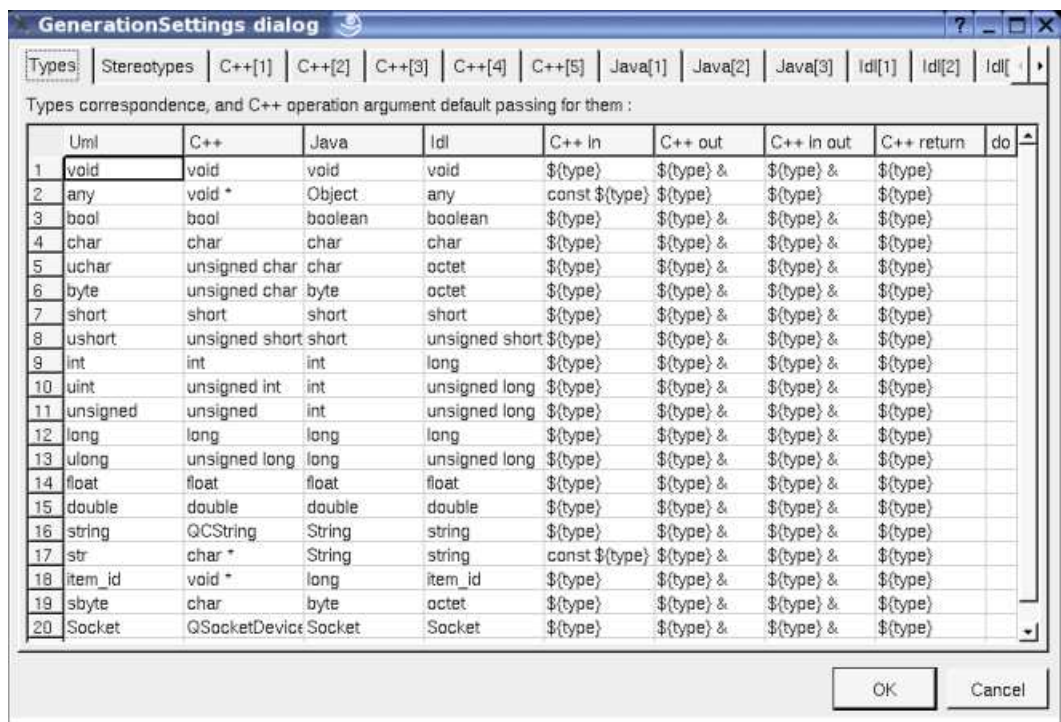 GenerationSettings dialog ? _
Types Stereotypes C++[1] C++[2] C++[3] C++[4] C++[5] Java[1] Java[2] Java[3] Idl[1] Idl[2] Idl[
Types correspondence, and C++ operation argument default passing for them :
Uml C++ Java Idl C++ in C++ out C++ in out C++ return do
1 void void void void ${type} ${type} & ${type} & ${type}
2 any void * Object any const ${type} ${type} ${type} ${type}
3 bool bool boolean boolean ${type} ${type} & ${type} & ${type}
4 char char char char ${type} ${type} & ${type} & ${type}
5 uchar unsigned char char octet ${type} ${type} & ${type} & ${type}
6 byte unsigned char byte octet ${type} ${type} & ${type} & ${type}
7 short short short short ${type} ${type} & ${type} & ${type}
8 ushort unsigned short short unsigned short ${type} ${type} & ${type} & ${type}
9 int int int long ${type} ${type} & ${type} & ${type}
10 uint unsigned int int unsigned long ${type} ${type} & ${type} & ${type}
11 unsigned unsigned int unsigned long ${type} ${type} & ${type} & ${type}
12 long long long long ${type} ${type} & ${type} & ${type}
13 ulong unsigned long long unsigned long ${type} ${type} & ${type} & ${type}
14 float float float float ${type} ${type} & ${type} & ${type}
15 double double double double ${type} ${type} & ${type} & ${type}
16 string QCString String string ${type} ${type} & ${type} & ${type}
17 str char * String string const ${type} ${type} & ${type} & ${type}
18 item_id void * long item_id ${type} ${type} & ${type} & ${type}
19 sbyte char byte octet ${type} ${type} & ${type} & ${type}
20 Socket QSocketDevice Socket Socket ${type} ${type} & ${type} & ${type}
OK Cancel